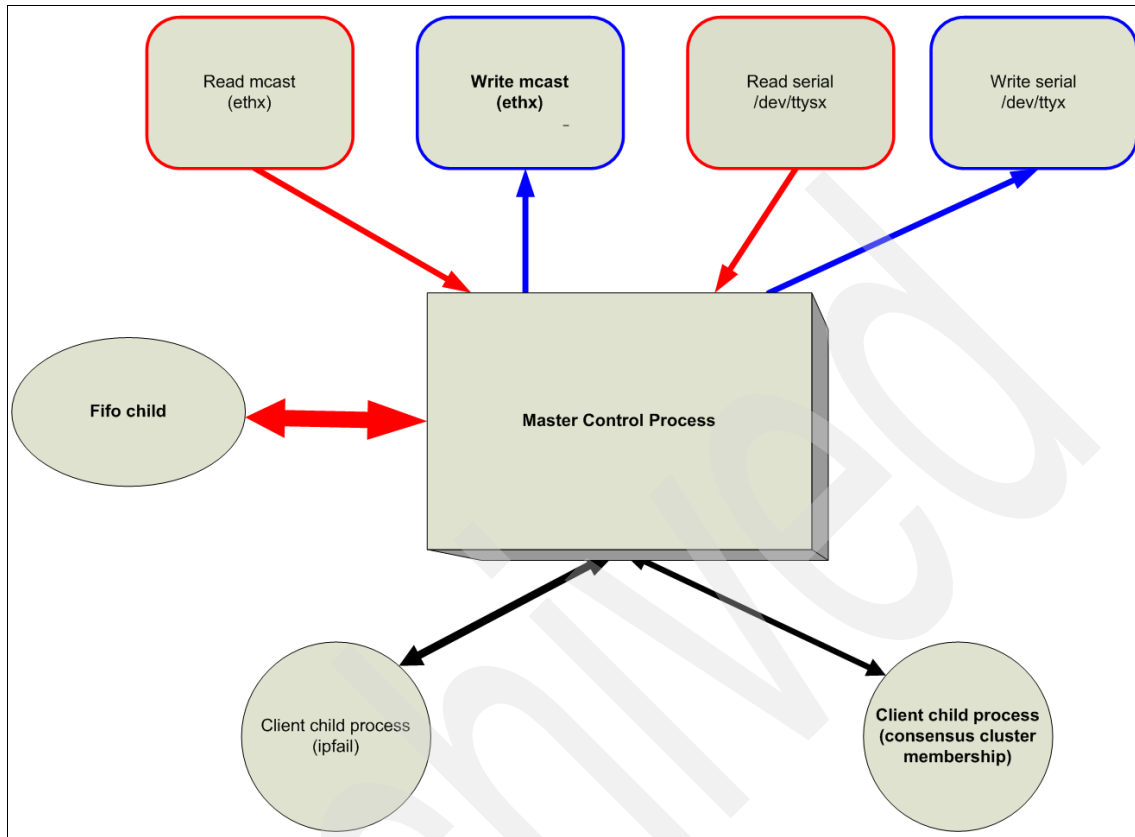 Read mcast
(ethx)
Write mcast
(ethx)
Read serial
/dev/ttysx
Write serial
/dev/ttyx
Fifo child
Master Control Process
Client child process
(ipfail)
Client child process
(consensus cluster
membership)